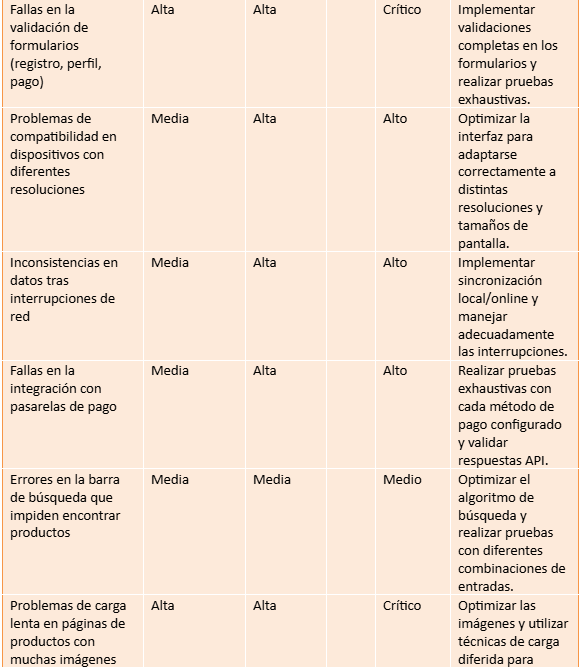 Fallas en la
validación de
formularios
(registro, perfil,
pago)
Alta
Alta
Crítico
Implementar
validaciones
completas en los
formularios y
realizar pruebas
exhaustivas.
Problemas de
compatibilidad en
dispositivos con
diferentes
resoluciones
Media
Alta
Alto
Optimizar la
interfaz para
adaptarse
correctamente a
distintas
resoluciones y
tamaños de
pantalla.
Inconsistencias en
datos tras
interrupciones de
red
Media
Alta
Alto
Implementar
sincronización
local/online y
manejar
adecuadamente
las interrupciones.
Fallas en la
integración con
pasarelas de pago
Media
Alta
Alto
Realizar pruebas
exhaustivas con
cada método de
pago configurado
y validar
respuestas API.
Errores en la barra
de búsqueda que
impiden encontrar
productos
Media
Media
Medio
Optimizar el
algoritmo de
búsqueda y
realizar pruebas
con diferentes
combinaciones de
entradas.
Problemas de carga
lenta en páginas de
productos con
muchas imágenes
Alta
Alta
Crítico
Optimizar las
imágenes y utilizar
técnicas de carga
diferida para